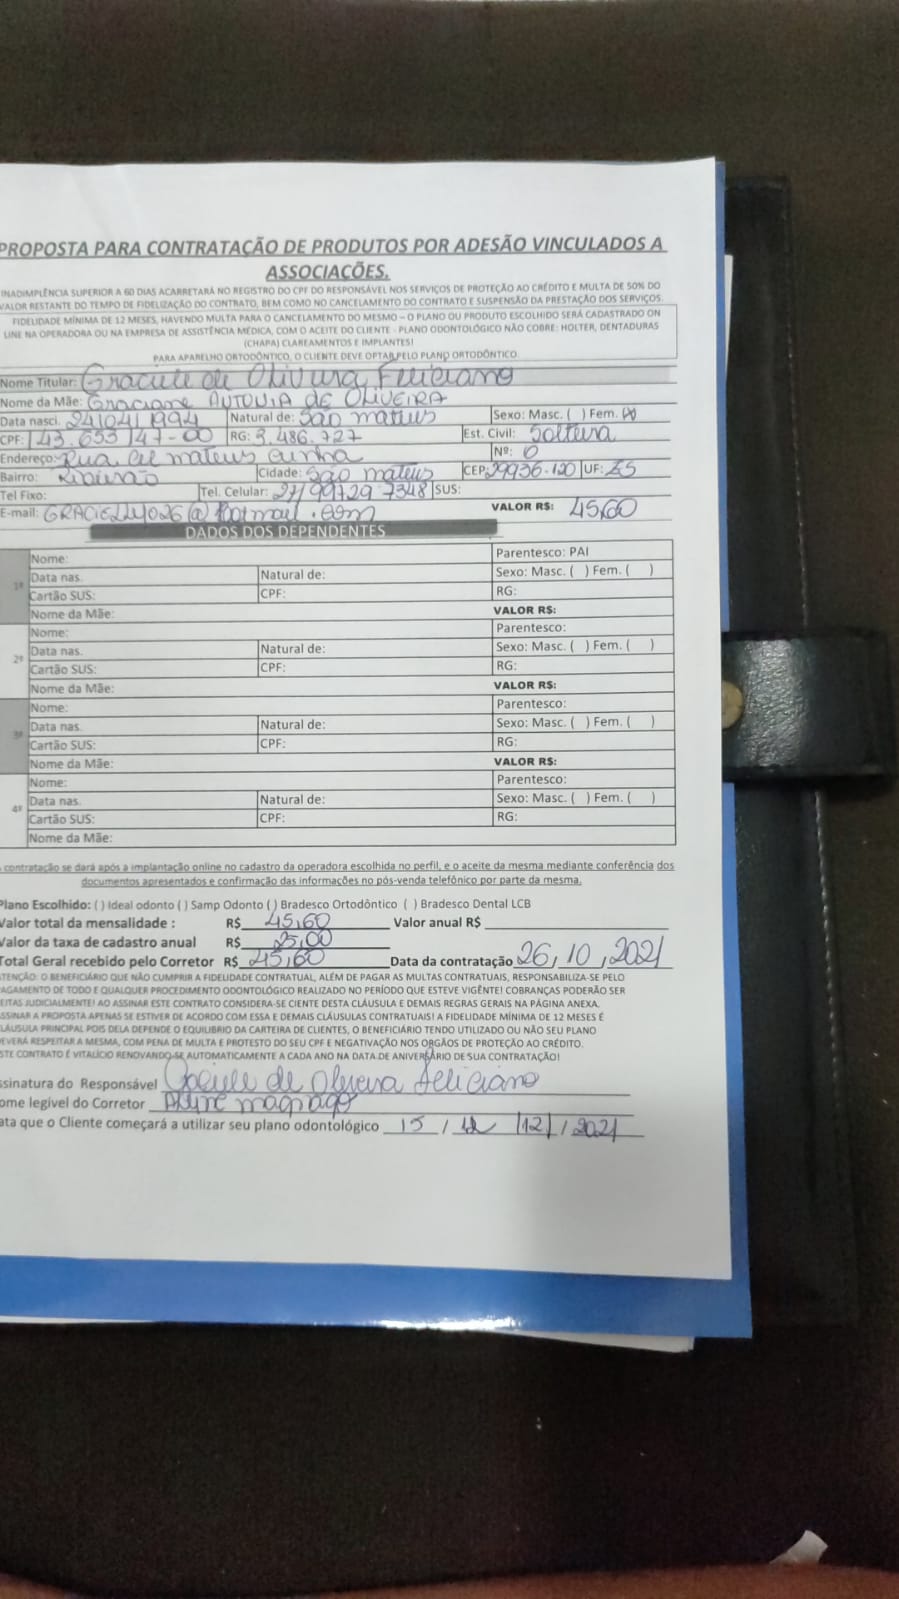 PROPOSTA PARA CONTRATAÇÃO DE PRODUTOS POR ADESÃO VINCULADOS A
ASSOCIACÕES.
INADIMPLÊNCIA SUPERIOR A 60 DIAS ACARRETARÁ NO REGISTRO DO CPF DO RESPONSÁVEL NOS SERVIÇOS DE PROTEÇÃO AO CRÉDITO E MULTA DE 50% DO
VALOR RESTANTE DO TEMPO DE FIDELIZAÇÃO DO CONTRATO, BEM COMO NO CANCELAMENTO DO CONTRATO E SUSPENSÃO DA PRESTAÇÃO DOS SERVIÇOS.
FIDELIDADE MÍNIMA DE 12 MESES, HAVENDO MULTA PARA O CANCELAMENTO DO MESMO – O PLANO OU PRODUTO ESCOLHIDO SERÁ CADASTRADO ON
LINE NA OPERADORA OU NA EMPRESA DE ASSISTÊNCIA MÉDICA, COM O ACEITE DO CLIENTE - PLANO ODONTOLÓGICO NÃO COBRE: HOLTER, DENTADURAS
(CHAPA) CLAREAMENTOS E IMPLANTES!
PARA APARELHO ORTODÔNTICO, O CLIENTE DEVE OPTAR PELO PLANO ORTODÔNTICO
Nome Titular: Graciele de Oliveira Feliciano
Nome da Mãe: Graciane ANTONIA DE OLIVEIRA
Data nasci. 24/04/1994 Natural de: São mateus Sexo: Masc. ( ) Fem. (X)
CPF: 143.653.147-00 RG: 3.486.727 Est. Civil: Solteira
Endereço: Rua mateus Cunha Nº: 0
Bairro: Ribeirão Cidade: São mateus CEP: 29936-120 UF: ES
Tel Fixo: Tel. Celular: 27/99729 7348 SUS:
E-mail: @hotmail.com VALOR R$: 45,60
DADOS DOS DEPENDENTES
1º Nome: Parentesco: PAI
Data nas. Natural de: Sexo: Masc. ( ) Fem. ( )
Cartão SUS: CPF: RG:
Nome da Mãe: VALOR R$:
2º Nome: Parentesco:
Data nas. Natural de: Sexo: Masc. ( ) Fem. ( )
Cartão SUS: CPF: RG:
Nome da Mãe: VALOR R$:
3º Nome: Parentesco:
Data nas. Natural de: Sexo: Masc. ( ) Fem. ( )
Cartão SUS: CPF: RG:
Nome da Mãe: VALOR R$:
4º Nome: Parentesco:
Data nas. Natural de: Sexo: Masc. ( ) Fem. ( )
Cartão SUS: CPF: RG:
Nome da Mãe:
contratação se dará após a implantação online no cadastro da operadora escolhida no perfil, e o aceite da mesma mediante conferência dos
documentos apresentados e confirmação das informações no pós-venda telefônico por parte da mesma.
Plano Escolhido: ( ) Ideal odonto ( ) Samp Odonto ( ) Bradesco Ortodôntico ( ) Bradesco Dental LCB
Valor total da mensalidade : R$ 45,60 Valor anual R$
Valor da taxa de cadastro anual R$ 25,00
Total Geral recebido pelo Corretor R$ 45,60 Data da contratação 26, 10, 2021
TENÇÃO: O BENEFICIÁRIO QUE NÃO CUMPRIR A FIDELIDADE CONTRATUAL, ALÉM DE PAGAR AS MULTAS CONTRATUAIS, RESPONSABILIZA-SE PELO
AGAMENTO DE TODO E QUALQUER PROCEDIMENTO ODONTOLÓGICO REALIZADO NO PERÍODO QUE ESTEVE VIGENTE! COBRANÇAS PODERÃO SER
EITAS JUDICIALMENTE! AO ASSINAR ESTE CONTRATO CONSIDERA-SE CIENTE DESTA CLÁUSULA E DEMAIS REGRAS GERAIS NA PÁGINA ANEXA.
SSINAR A PROPOSTA APENAS SE ESTIVER DE ACORDO COM ESSA E DEMAIS CLÁUSULAS CONTRATUAIS! A FIDELIDADE MÍNIMA DE 12 MESES É
LÁUSULA PRINCIPAL POIS DELA DEPENDE O EQUILIBRIO DA CARTEIRA DE CLIENTES, O BENEFICIÁRIO TENDO UTILIZADO OU NÃO SEU PLANO
EVERÁ RESPEITAR A MESMA, COM PENA DE MULTA E PROTESTO DO SEU CPF E NEGATIVAÇÃO NOS ORGÃOS DE PROTEÇÃO AO CRÉDITO.
STE CONTRATO É VITALÍCIO RENOVANDO-SE AUTOMATICAMENTE A CADA ANO NA DATA DE ANIVERSÁRIO DE SUA CONTRATAÇÃO!
ssinatura do Responsável Graciele de Oliveira Feliciano
ome legível do Corretor Aline magnago
ata que o Cliente começará a utilizar seu plano odontológico 15 / 12 /12/ / 2021